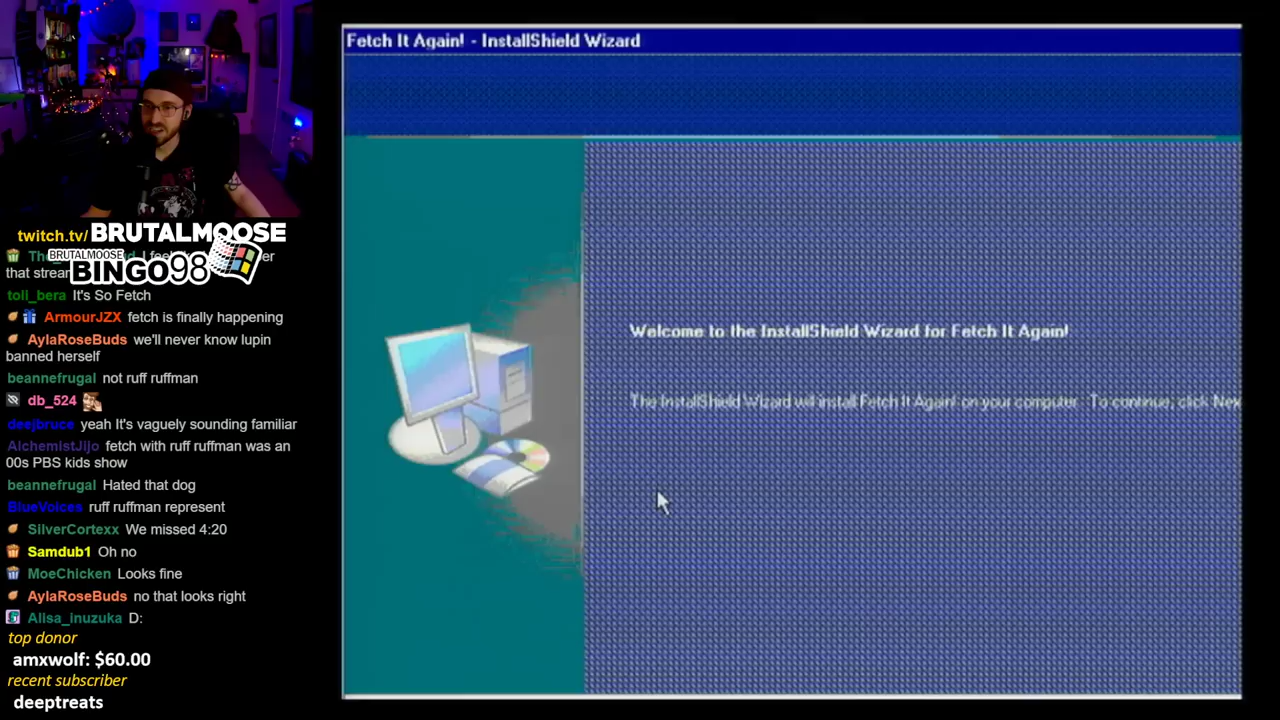 Fetch It Again! - InstallShield Wizard
Welcome to the InstallShield Wizard for Fetch It Again!
The InstallShield Wizard will install Fetch It Again! on your computer. To continue, click Nex
twitch.tv/BRUTALMOOSE
BRUTALMOOSE
BINGO98
that strea
toli_bera It's So Fetch
ArmourJZX fetch is finally happening
AylaRoseBuds we'll never know lupin
banned herself
beannefrugal not ruff ruffman
db_524
deejbruce yeah It's vaguely sounding familiar
AlchemistJijo fetch with ruff ruffman was an
00s PBS kids show
beannefrugal Hated that dog
BlueVoices ruff ruffman represent
SilverCortexx We missed 4:20
Samdub1 Oh no
MoeChicken Looks fine
AylaRoseBuds no that looks right
Alisa_inuzuka D:
top donor
amxwolf: $60.00
recent subscriber
deeptreats